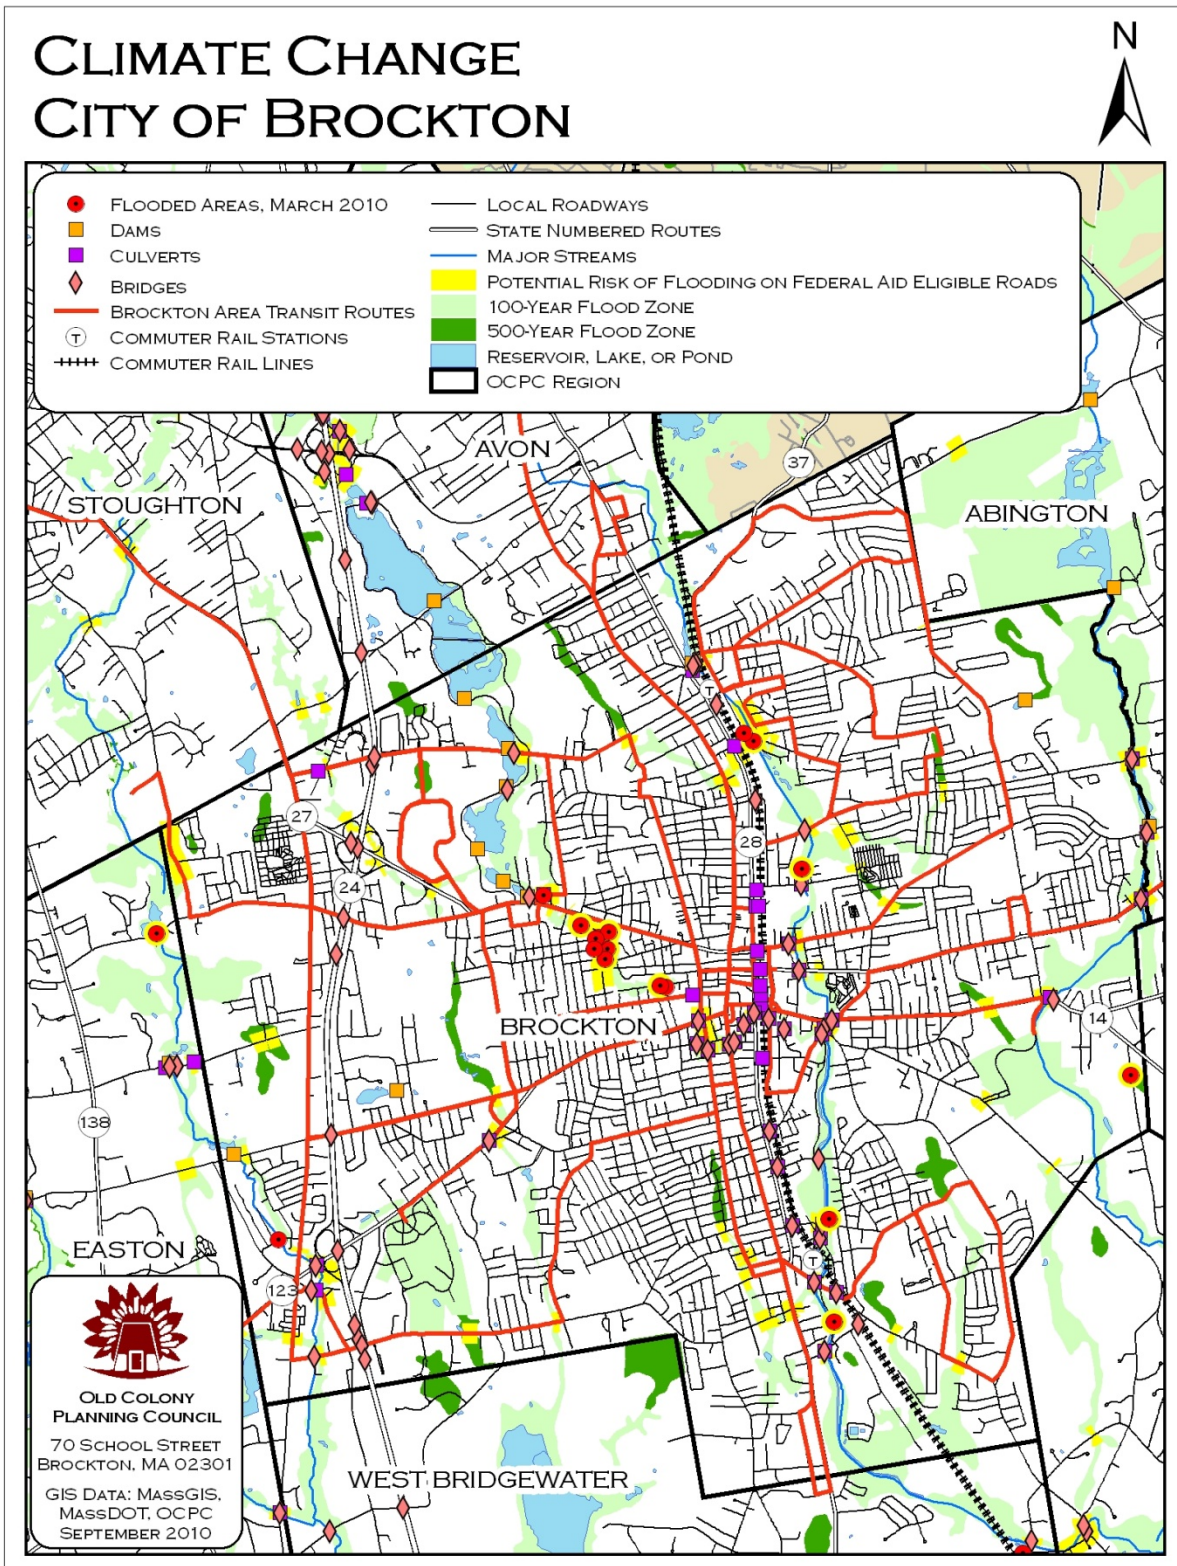 CLIMATE CHANGE
CITY OF BROCKTON
N
FLOODED AREAS, MARCH 2010
DAMS
CULVERTS
BRIDGES
BROCKTON AREA TRANSIT ROUTES
T COMMUTER RAIL STATIONS
COMMUTER RAIL LINES
LOCAL ROADWAYS
STATE NUMBERED ROUTES
MAJOR STREAMS
POTENTIAL RISK OF FLOODING ON FEDERAL AID ELIGIBLE ROADS
100-YEAR FLOOD ZONE
500-YEAR FLOOD ZONE
RESERVOIR, LAKE, OR POND
OCPC REGION
AVON
37
STOUGHTON
ABINGTON
T
27
28
24
BROCKTON
14
138
EASTON
T
123
WEST BRIDGEWATER
OLD COLONY
PLANNING COUNCIL
70 SCHOOL STREET
BROCKTON, MA 02301
GIS DATA: MASSGIS,
MASSDOT, OCPC
SEPTEMBER 2010